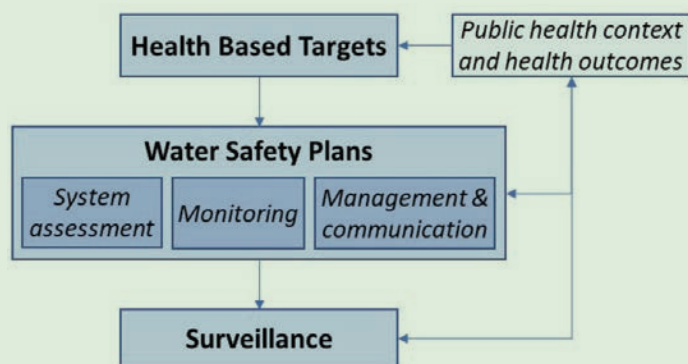 Health Based Targets
Public health context
and health outcomes
Water Safety Plans
System
assessment
Monitoring
Management &
communication
Surveillance